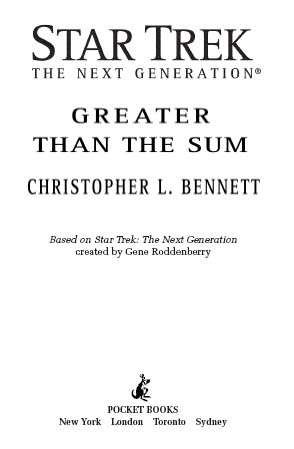 STAR TREK
THE NEXT GENERATION®
GREATER
THAN THE SUM
CHRISTOPHER L. BENNETT
Based on Star Trek: The Next Generation
created by Gene Roddenberry
POCKET BOOKS
New York London Toronto Sydney